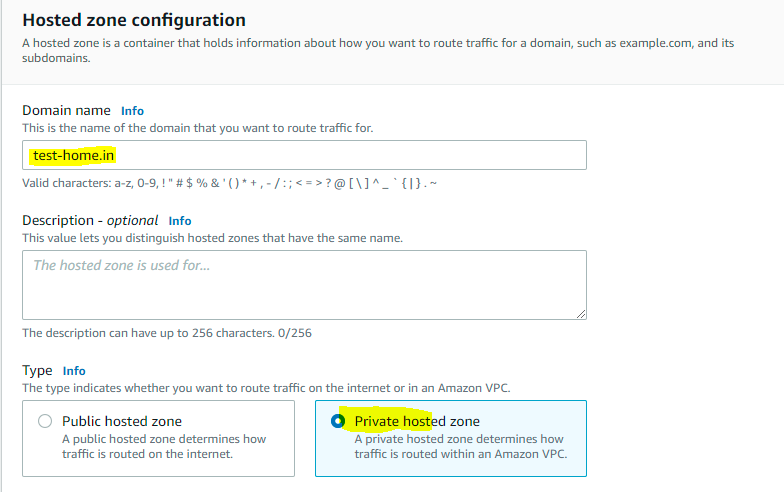 Hosted zone configuration
A hosted zone is a container that holds information about how you want to route traffic for a domain, such as example.com, and its
subdomains.
Domain name Info
This is the name of the domain that you want to route traffic for.
test-home.in
Valid characters: a-z, 0-9, ! " # $ % & ' ( ) * + , - / : ; < = > ? @ [ \ ] ^ _ ` { | } . ~
Description - optional Info
This value lets you distinguish hosted zones that have the same name.
The hosted zone is used for...
The description can have up to 256 characters. 0/256
Type Info
The type indicates whether you want to route traffic on the internet or in an Amazon VPC.
Public hosted zone
A public hosted zone determines how
traffic is routed on the internet.
Private hosted zone
A private hosted zone determines how
traffic is routed within an Amazon VPC.